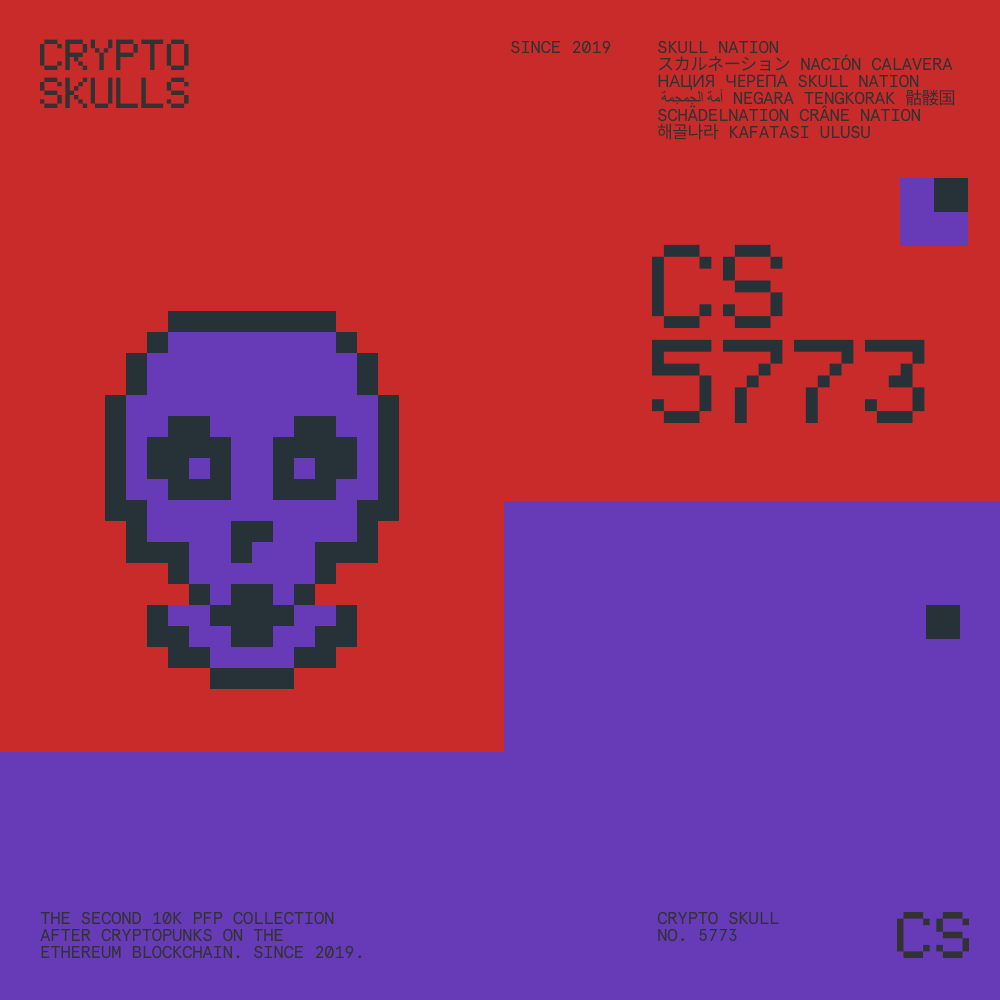 CRYPTO
SKULLS
SINCE 2019
SKULL NATION
スカルネーション NACIÓN CALAVERA
НАЦИЯ ЧЕРЕПА SKULL NATION
أمة الجمجمة NEGARA TENGKORAK 骷髅国
SCHÄDELNATION CRÂNE NATION
해골나라 KAFATASI ULUSU
CS
5773
THE SECOND 10K PFP COLLECTION
AFTER CRYPTOPUNKS ON THE
ETHEREUM BLOCKCHAIN. SINCE 2019.
CRYPTO SKULL
NO. 5773
CS